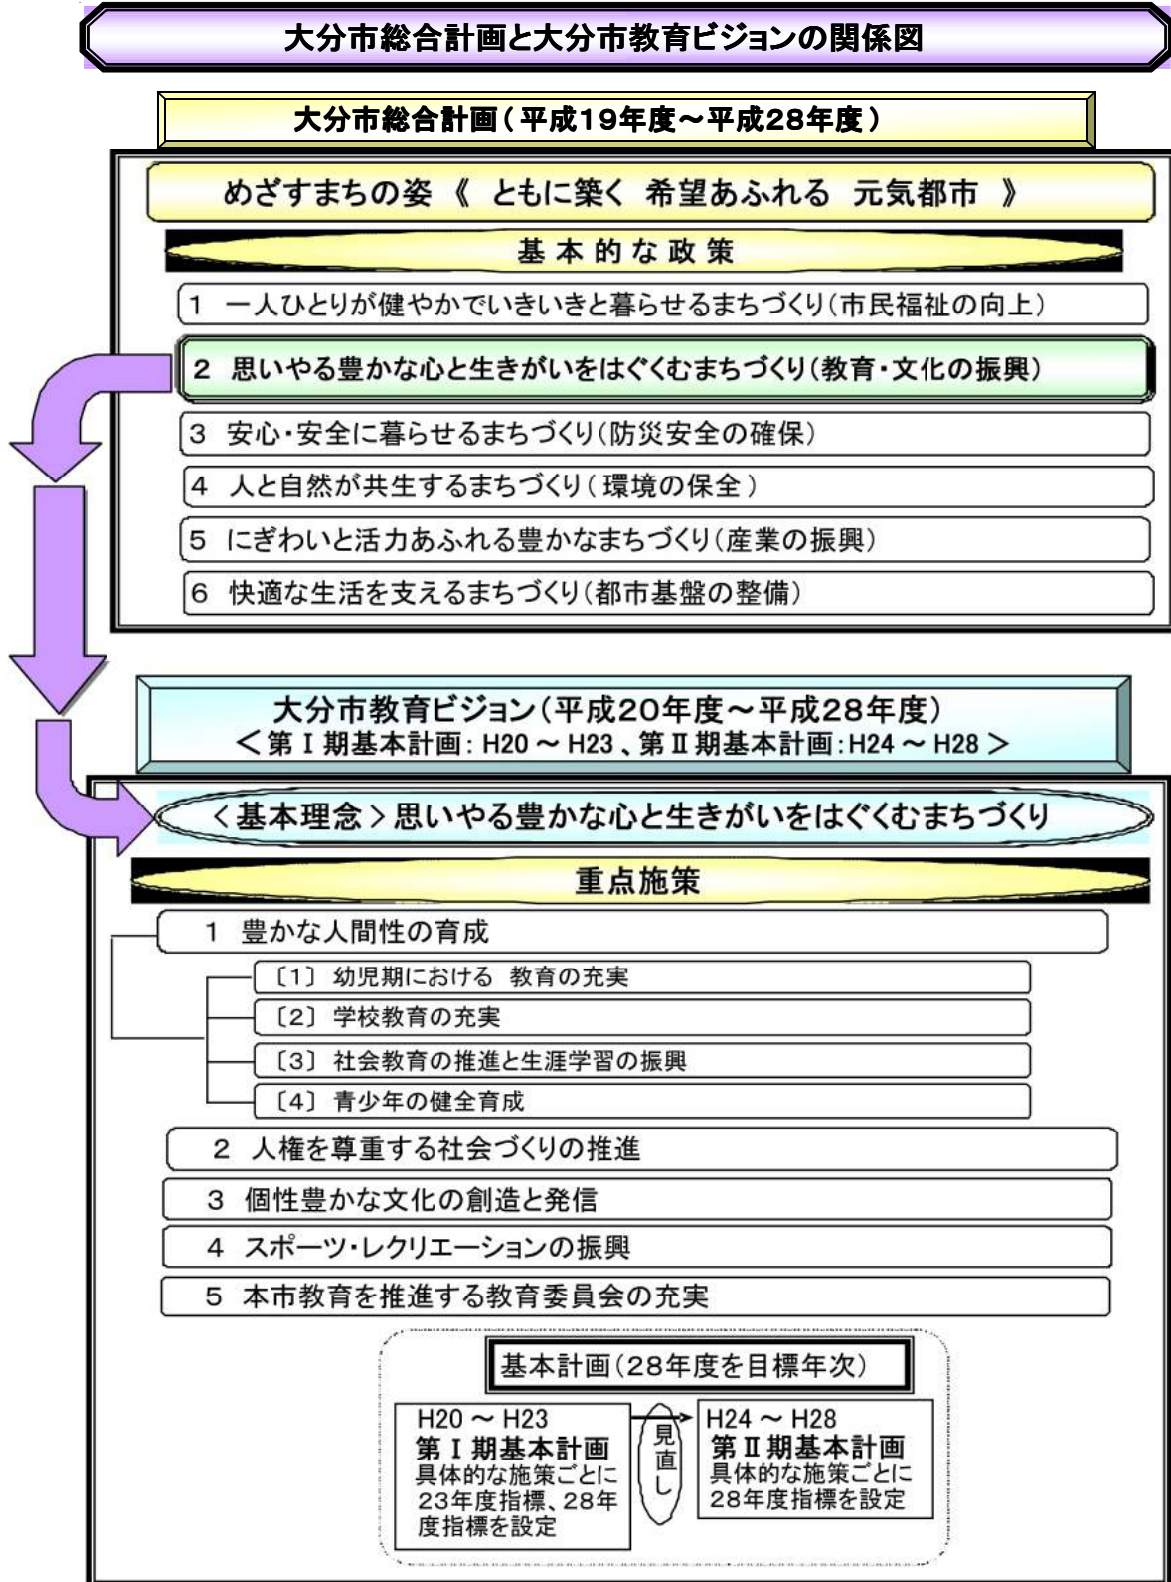 大分市総合計画と大分市教育ビジョンの関係図
大分市総合計画(平成19年度～平成28年度)
めざすまちの姿 《 ともに築く 希望あふれる 元気都市 》
基本的な政策
1 一人ひとりが健やかでいきいきと暮らせるまちづくり(市民福祉の向上)
2 思いやる豊かな心と生きがいをはぐくむまちづくり(教育・文化の振興)
3 安心・安全に暮らせるまちづくり(防災安全の確保)
4 人と自然が共生するまちづくり(環境の保全)
5 にぎわいと活力あふれる豊かなまちづくり(産業の振興)
6 快適な生活を支えるまちづくり(都市基盤の整備)
大分市教育ビジョン(平成20年度～平成28年度)
＜第Ⅰ期基本計画：H20～H23、第Ⅱ期基本計画：H24～H28＞
＜基本理念＞思いやる豊かな心と生きがいをはぐくむまちづくり
重点施策
1 豊かな人間性の育成
〔1〕 幼児期における 教育の充実
〔2〕 学校教育の充実
〔3〕 社会教育の推進と生涯学習の振興
〔4〕 青少年の健全育成
2 人権を尊重する社会づくりの推進
3 個性豊かな文化の創造と発信
4 スポーツ・レクリエーションの振興
5 本市教育を推進する教育委員会の充実
基本計画(28年度を目標年次)
H20～H23
第Ⅰ期基本計画
具体的な施策ごとに
23年度指標、28年
度指標を設定
見直し
H24～H28
第Ⅱ期基本計画
具体的な施策ごとに
28年度指標を設定